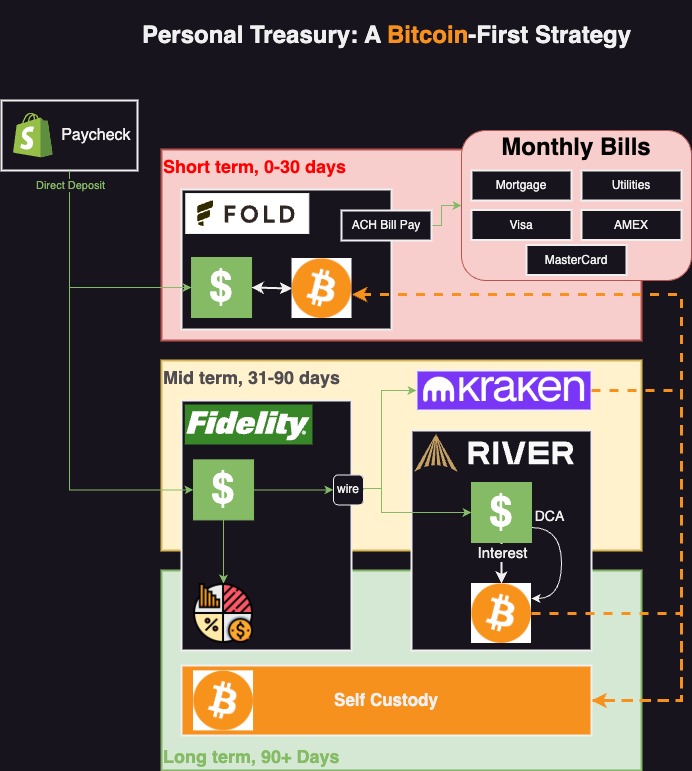 Personal Treasury: A Bitcoin-First Strategy
Paycheck
Direct Deposit
Short term, 0-30 days
FOLD
ACH Bill Pay
$
Monthly Bills
Mortgage
Utilities
Visa
AMEX
MasterCard
Mid term, 31-90 days
Fidelity
$
wire
kraken
RIVER
$
DCA
Interest
%
$
Self Custody
Long term, 90+ Days